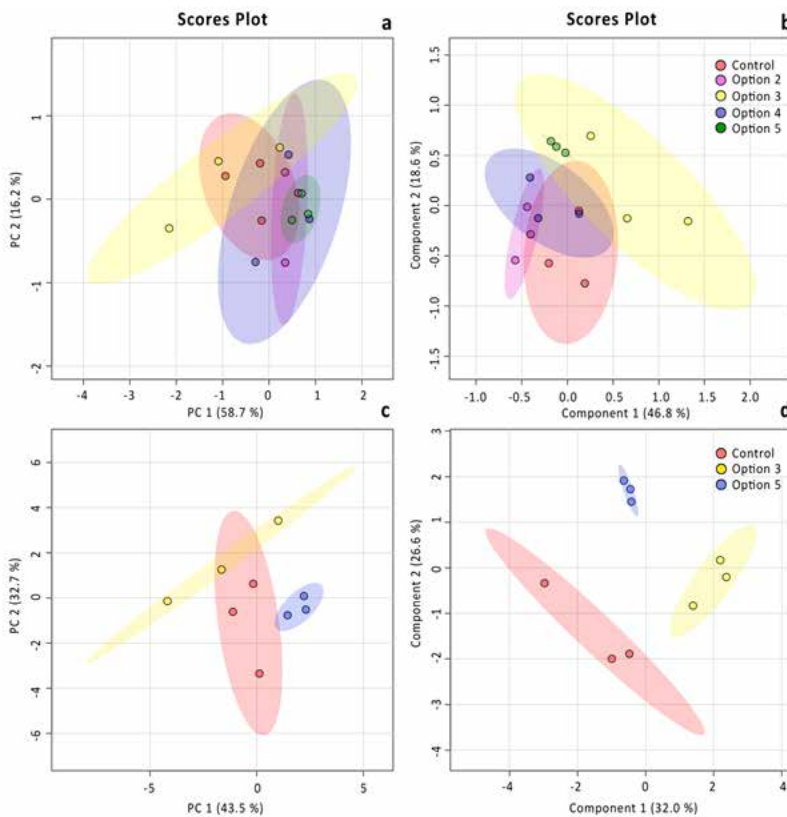 Scores Plot
a
1
0
-1
-2
PC 2 (16.2 %)
-4 -3 -2 -1 0 1 2
PC 1 (58.7 %)
Scores Plot
b
Control
Option 2
Option 3
Option 4
Option 5
1.5
1.0
0.5
0.0
-0.5
-1.0
-1.5
Component 2 (18.6 %)
-1.0 -0.5 0.0 0.5 1.0 1.5 2.0
Component 1 (46.8 %)
c
6
4
2
0
-2
-4
-6
PC 2 (32.7 %)
-5 0 5
PC 1 (43.5 %)
d
Control
Option 3
Option 5
3
2
1
0
-1
-2
-3
-4
Component 2 (26.6 %)
-4 -2 0 2 4
Component 1 (32.0 %)